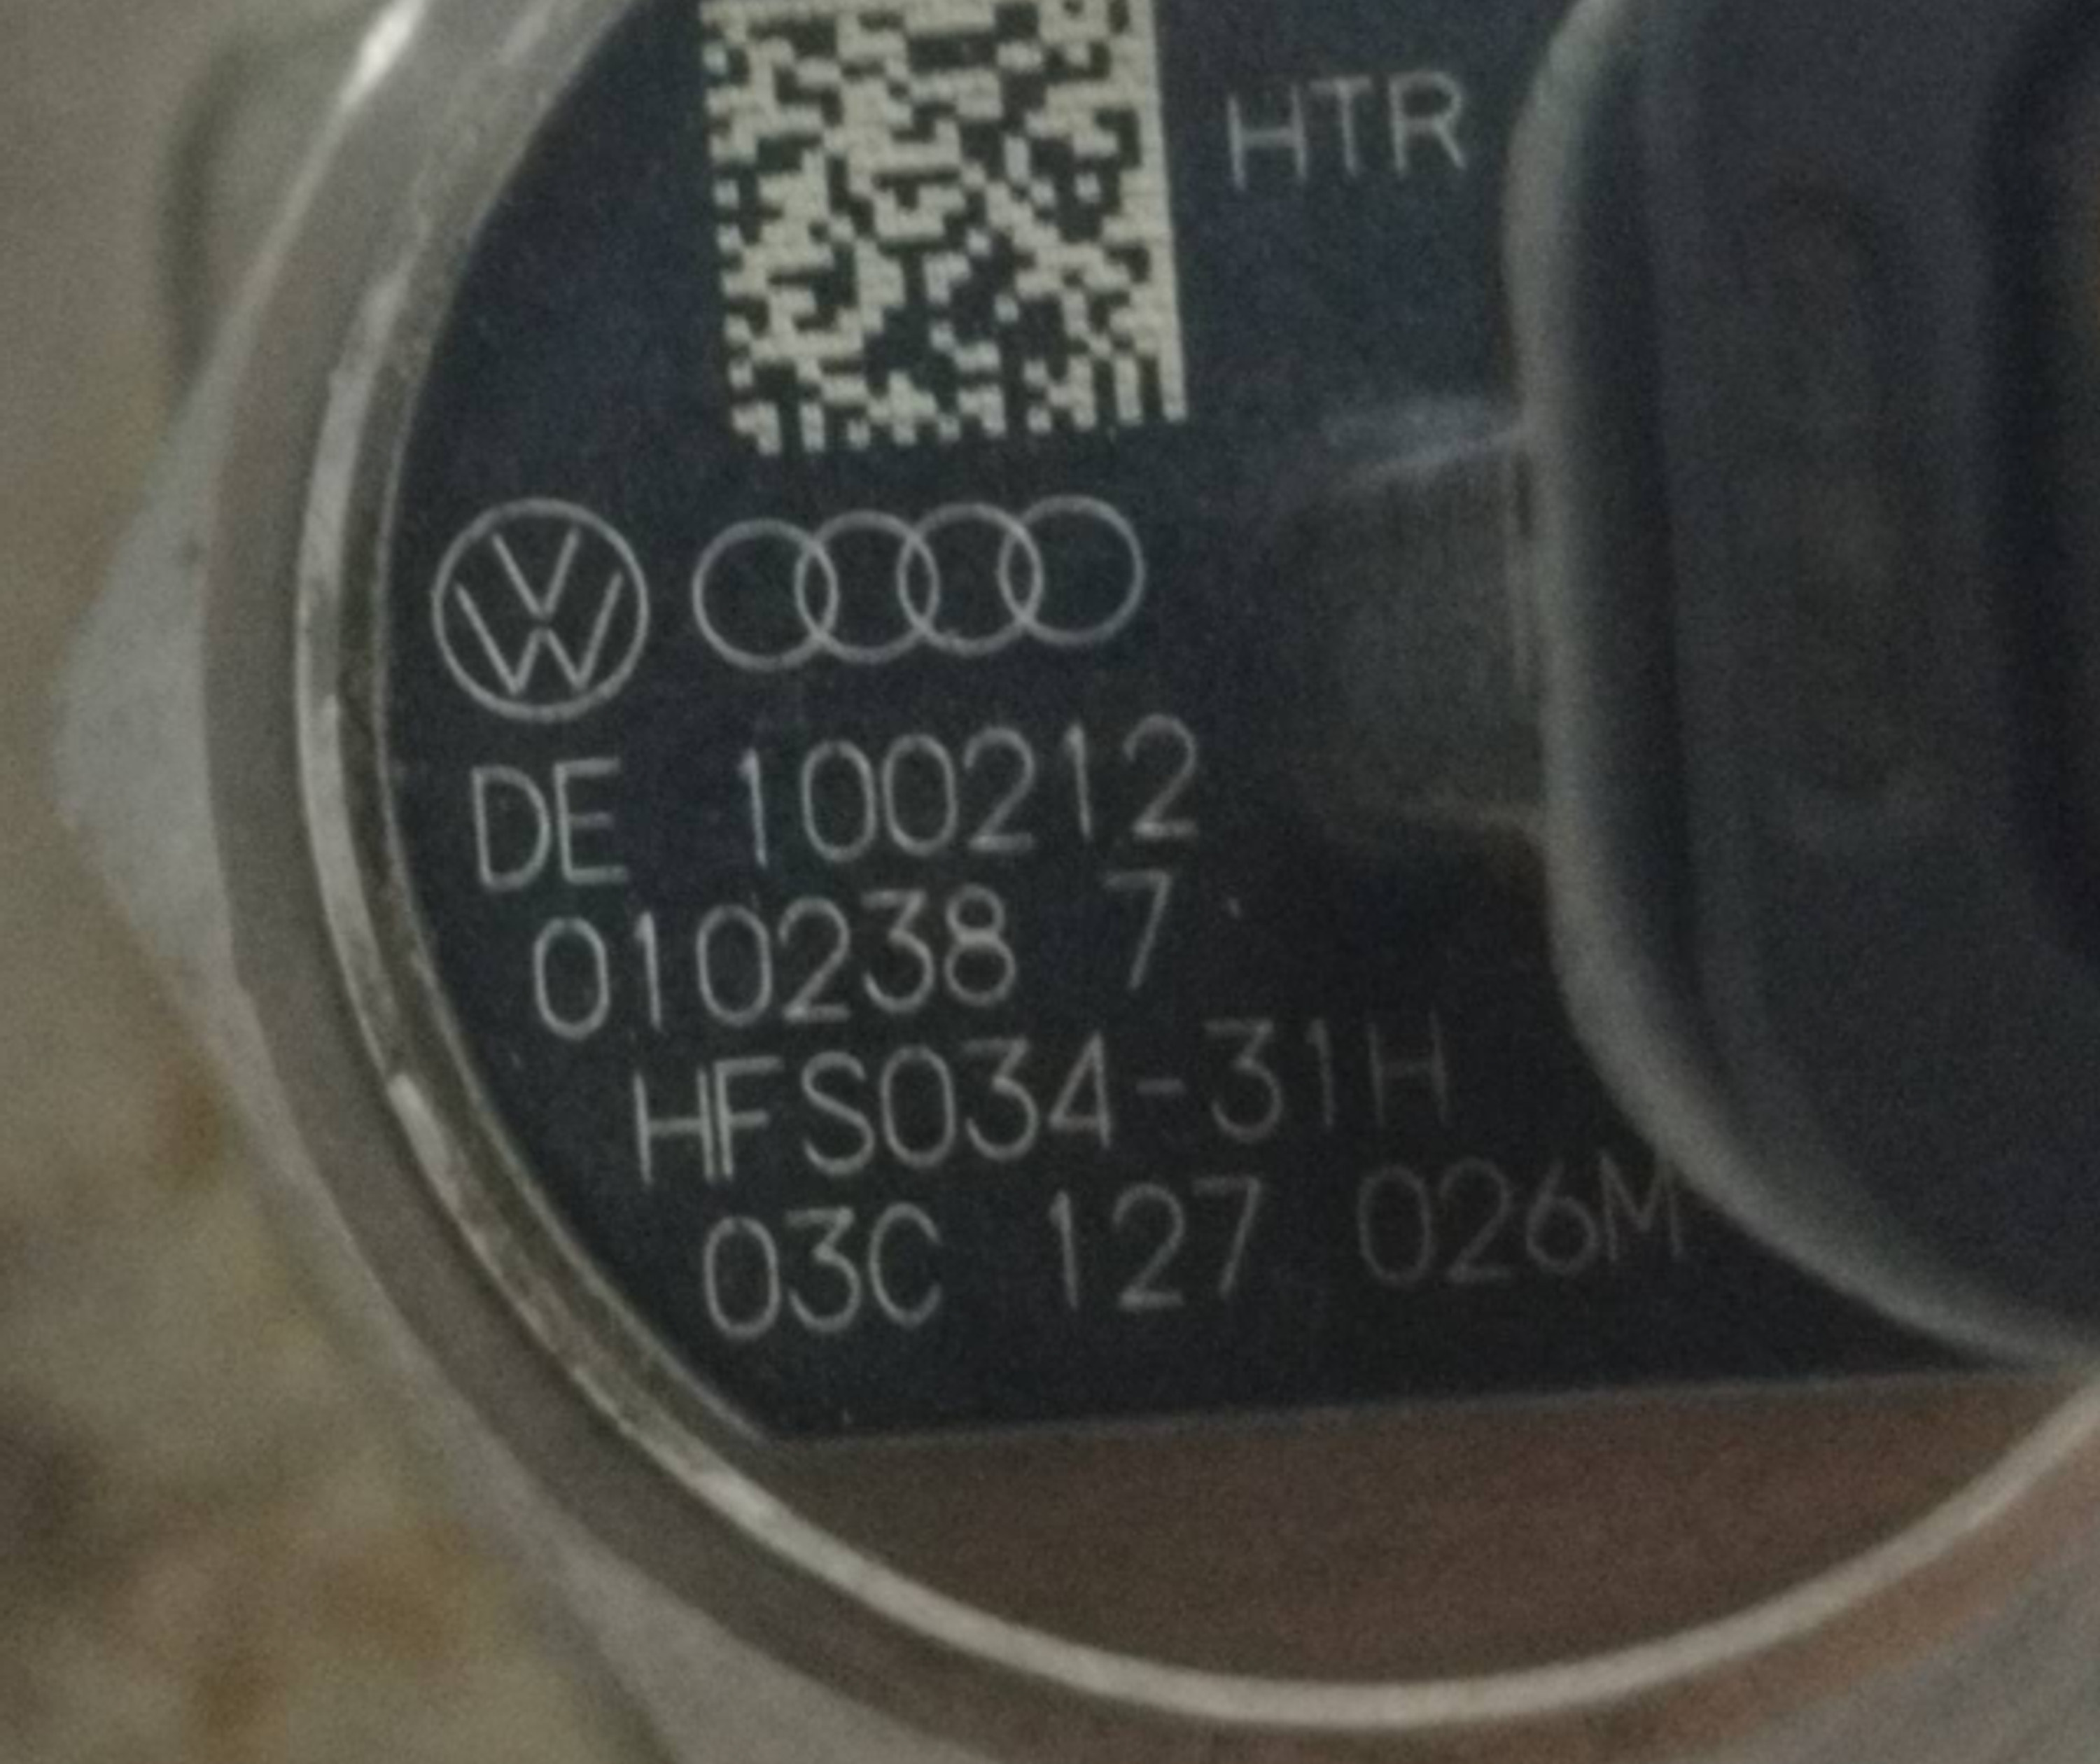 HTR
DE 100212
010238 7
HFS034-31H
03C 127 026M